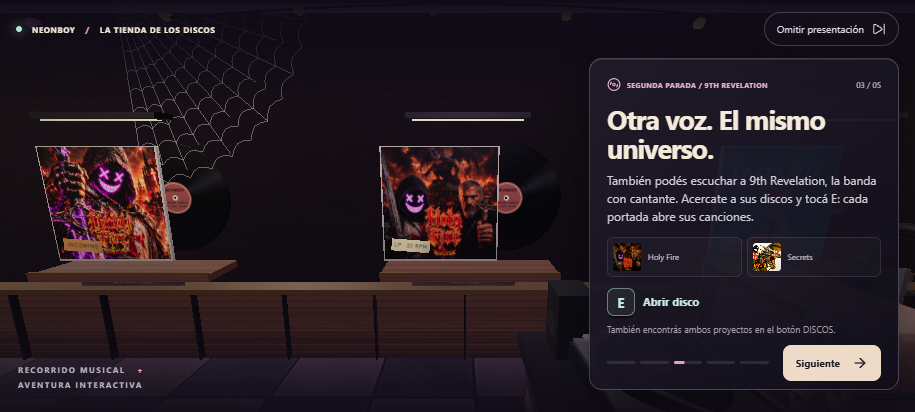 NEONBOY / LA TIENDA DE LOS DISCOS
Omitir presentación
SEGUNDA PARADA / 9TH REVELATION
03 / 05
Otra voz. El mismo
universo.
También podés escuchar a 9th Revelation, la banda
con cantante. Acercate a sus discos y tocá E: cada
portada abre sus canciones.
Holy Fire
Secrets
E Abrir disco
También encontrás ambos proyectos en el botón DISCOS.
Siguiente
INCOMING
LP · 33 RPM
RECORRIDO MUSICAL +
AVENTURA INTERACTIVA